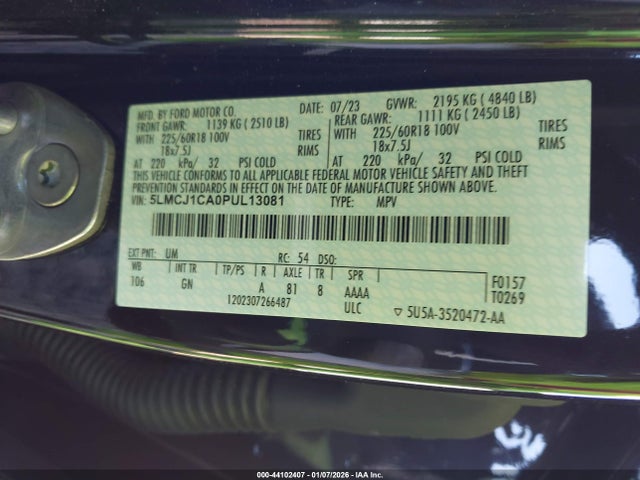 MFD. BY FORD MOTOR CO. DATE: 07/23 GVWR: 2195 KG ( 4840 LB)
FRONT GAWR: 1139 KG ( 2510 LB) REAR GAWR: 1111 KG ( 2450 LB)
WITH 225/60R18 100V TIRES WITH 225/60R18 100V TIRES
18x7.5J RIMS 18x7.5J RIMS
AT 220 kPa/ 32 PSI COLD AT 220 kPa/ 32 PSI COLD
THIS VEHICLE CONFORMS TO ALL APPLICABLE FEDERAL MOTOR VEHICLE SAFETY AND THEFT
PREVENTION STANDARDS IN EFFECT ON THE DATE OF MANUFACTURE SHOWN ABOVE.
VIN: 5LMCJ1CA0PUL13081 TYPE: MPV
EXT PNT: UM RC: 54 DSO: F0157
WB INT TR TP/PS R AXLE TR SPR T0269
106 GN A 81 8 AAAA
1202307266487 ULC ▽ 5U5A-3520472-AA
000-44102407 - 01/07/2026 - IAA Inc.